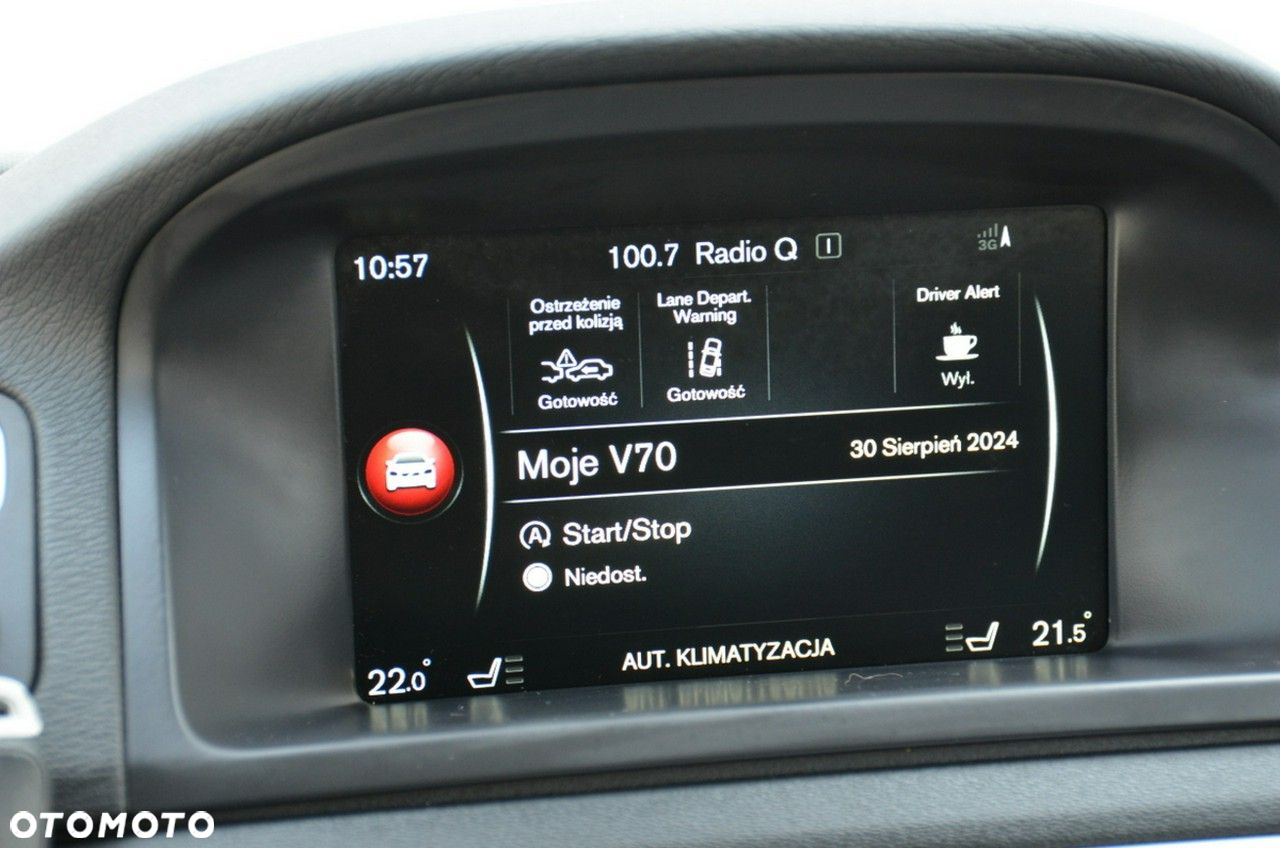 10:57
100.7 Radio Q I
3G
Ostrzeżenie
przed kolizją
Gotowość
Lane Depart.
Warning
Gotowość
Driver Alert
Wył.
Moje V70
30 Sierpień 2024
A Start/Stop
Niedost.
22.0°
AUT. KLIMATYZACJA
21.5°
OTOMOTO